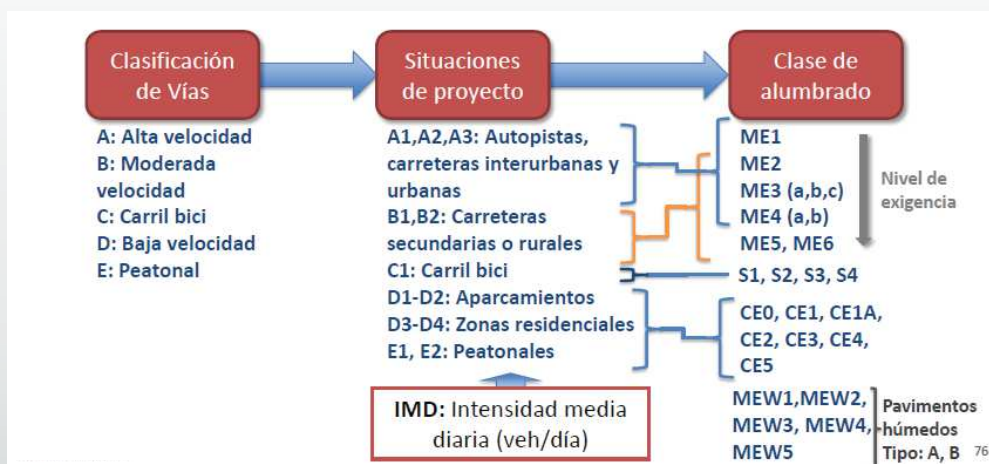 Clasificación
de Vías
Situaciones
de proyecto
Clase de
alumbrado
A: Alta velocidad
B: Moderada
velocidad
C: Carril bici
D: Baja velocidad
E: Peatonal
A1,A2,A3: Autopistas,
carreteras interurbanas y
urbanas
B1,B2: Carreteras
secundarias o rurales
C1: Carril bici
D1-D2: Aparcamientos
D3-D4: Zonas residenciales
E1, E2: Peatonales
IMD: Intensidad media
diaria (veh/día)
ME1
ME2
ME3 (a,b,c)
ME4 (a,b)
ME5, ME6
Nivel de
exigencia
S1, S2, S3, S4
CE0, CE1, CE1A,
CE2, CE3, CE4,
CE5
MEW1,MEW2,
MEW3, MEW4,
MEW5
Pavimentos
húmedos
Tipo: A, B
76